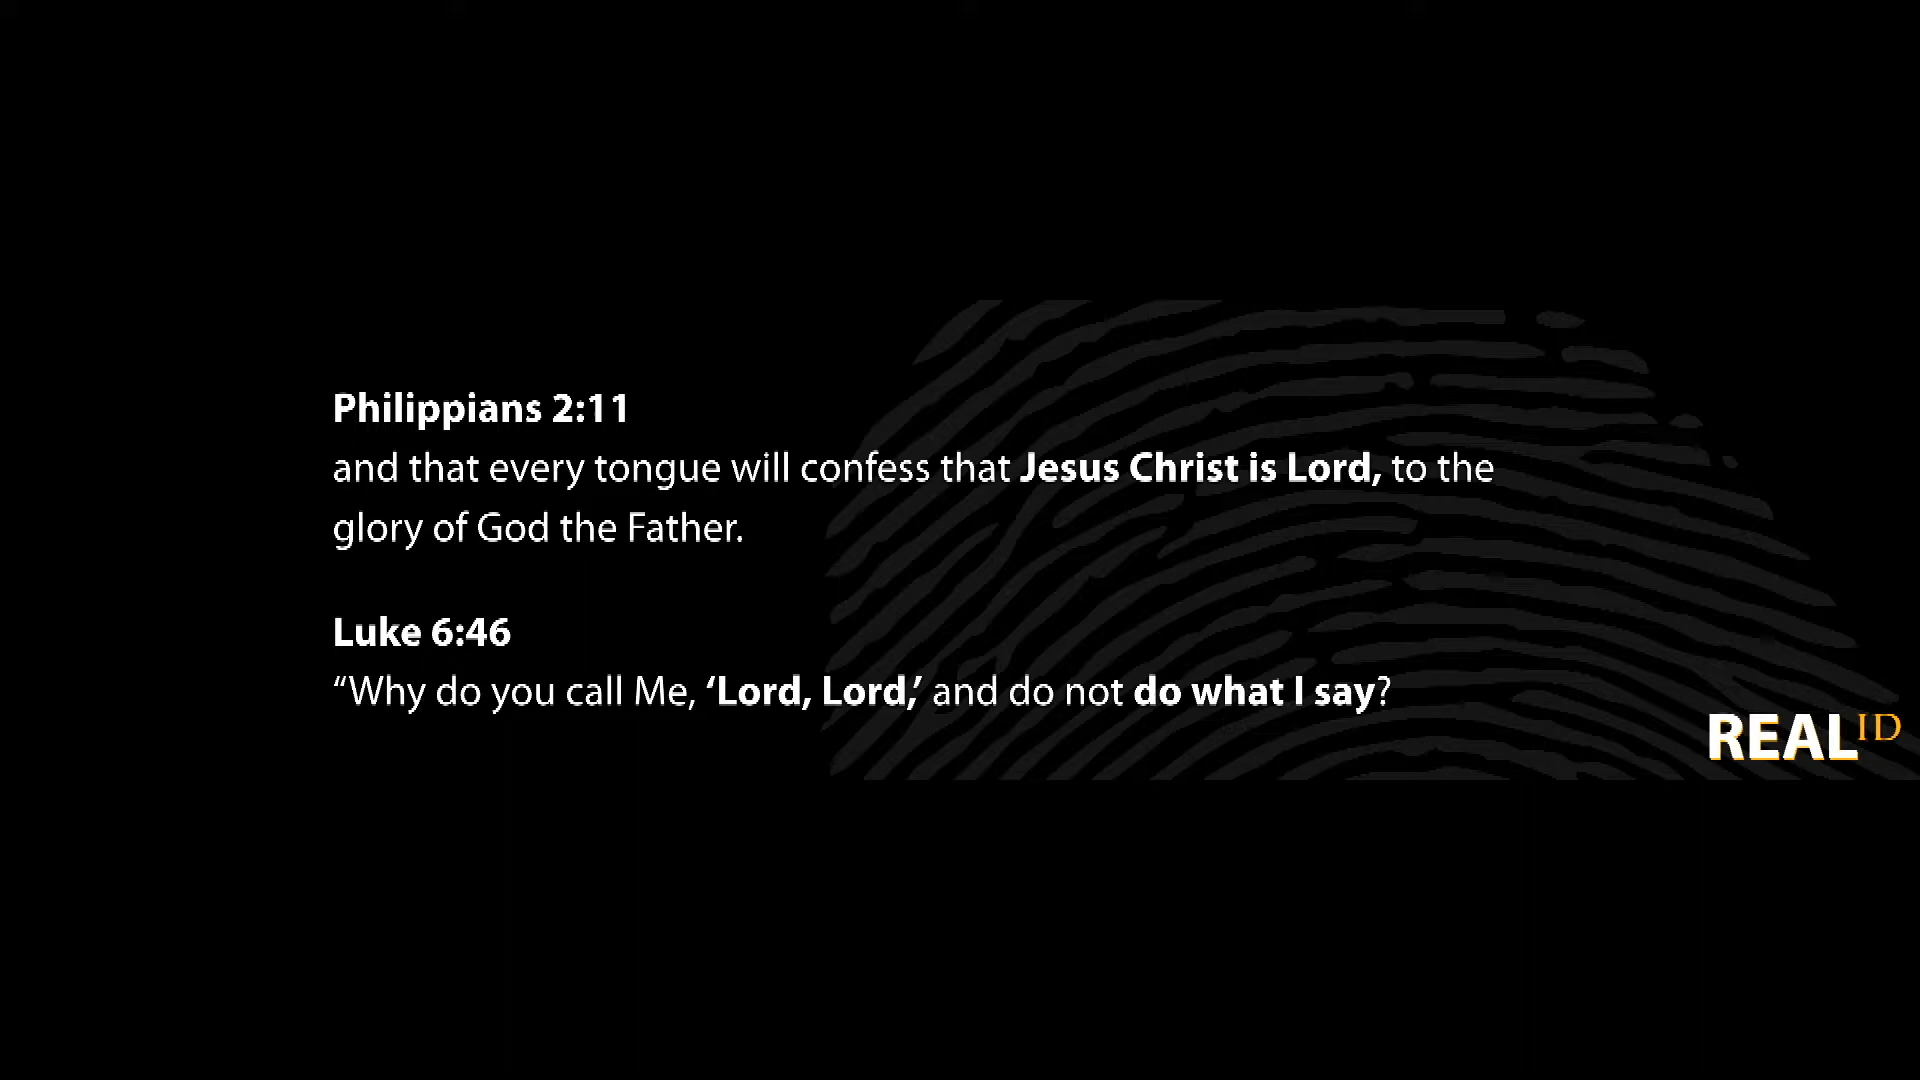 Philippians 2:11
and that every tongue will confess that Jesus Christ is Lord, to the
glory of God the Father.
Luke 6:46
“Why do you call Me, ‘Lord, Lord,’ and do not do what I say?
REAL ID